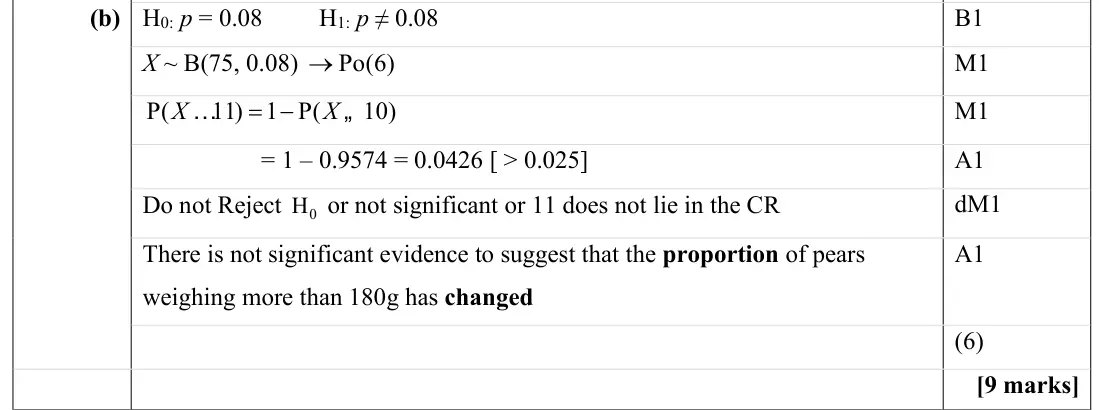 (b) H0: p = 0.08 H1: p ≠ 0.08 B1
X ~ B(75, 0.08) → Po(6) M1
P(X …11) = 1 − P(X ,, 10) M1
= 1 – 0.9574 = 0.0426 [ > 0.025] A1
Do not Reject H0 or not significant or 11 does not lie in the CR dM1
There is not significant evidence to suggest that the proportion of pears A1
weighing more than 180g has changed
(6)
[9 marks]